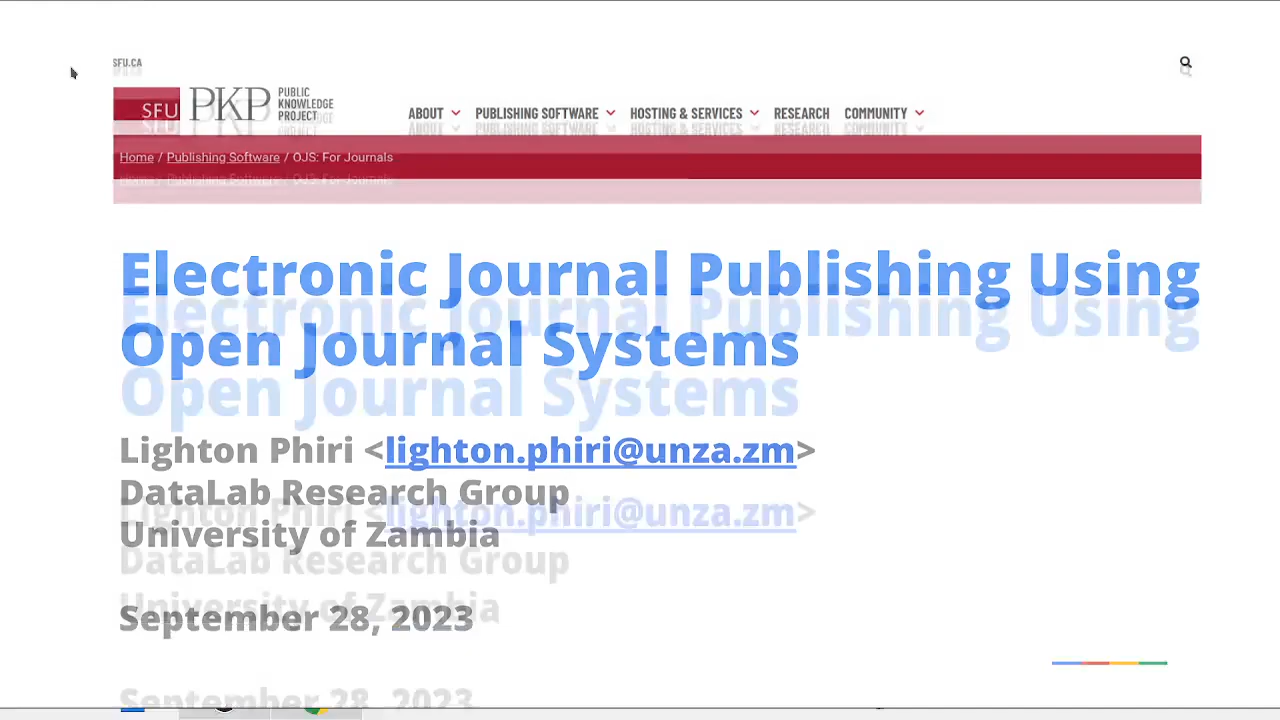 SFU.CA
SFU PKP PUBLIC KNOWLEDGE PROJECT
ABOUT PUBLISHING SOFTWARE HOSTING & SERVICES RESEARCH COMMUNITY
Home / Publishing Software / OJS: For Journals
Electronic Journal Publishing Using
Open Journal Systems
Lighton Phiri <lighton.phiri@unza.zm>
DataLab Research Group
University of Zambia
September 28, 2023